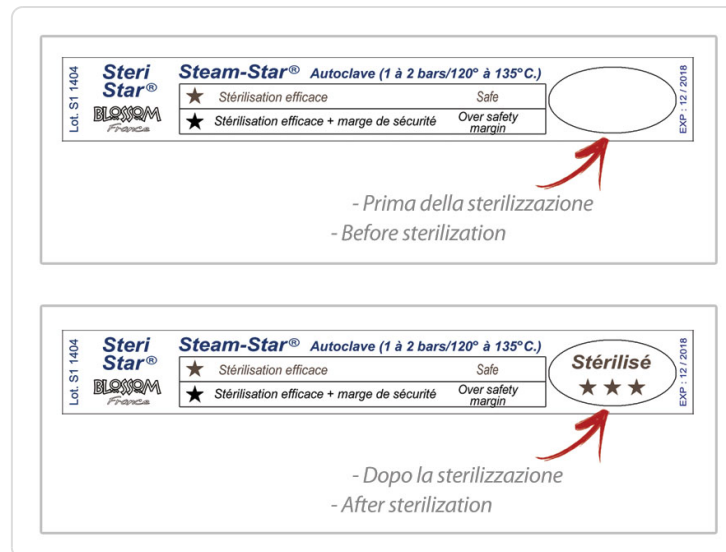 Lot. S1 1404
Steri
Star®
BLOSSOM
France
Steam-Star® Autoclave (1 à 2 bars/120° à 135°C.)
★ Stérilisation efficace Safe
★ Stérilisation efficace + marge de sécurité Over safety
margin
EXP : 12 / 2018
- Prima della sterilizzazione
- Before sterilization
Lot. S1 1404
Steri
Star®
BLOSSOM
France
Steam-Star® Autoclave (1 à 2 bars/120° à 135°C.)
★ Stérilisation efficace Safe
★ Stérilisation efficace + marge de sécurité Over safety
margin
Stérilisé
★ ★ ★
EXP : 12 / 2018
- Dopo la sterilizzazione
- After sterilization